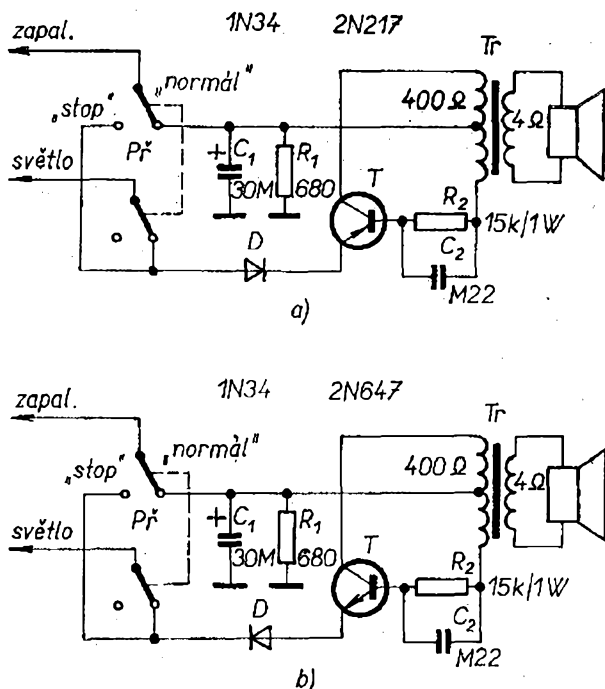 1N34 2N217
zapal.
Tr
„normál"
400Ω
4Ω
„stop"
Př
+ C₁
R₁
světlo
30M
680
T
R₂
15k/1W
D
C₂
M22
a)
1N34 2N647
zapal.
Tr
„normál"
„stop"
400Ω
4Ω
Př
+ C₁
R₁
světlo
30M
680
T
R₂
15k/1W
D
C₂
M22
b)